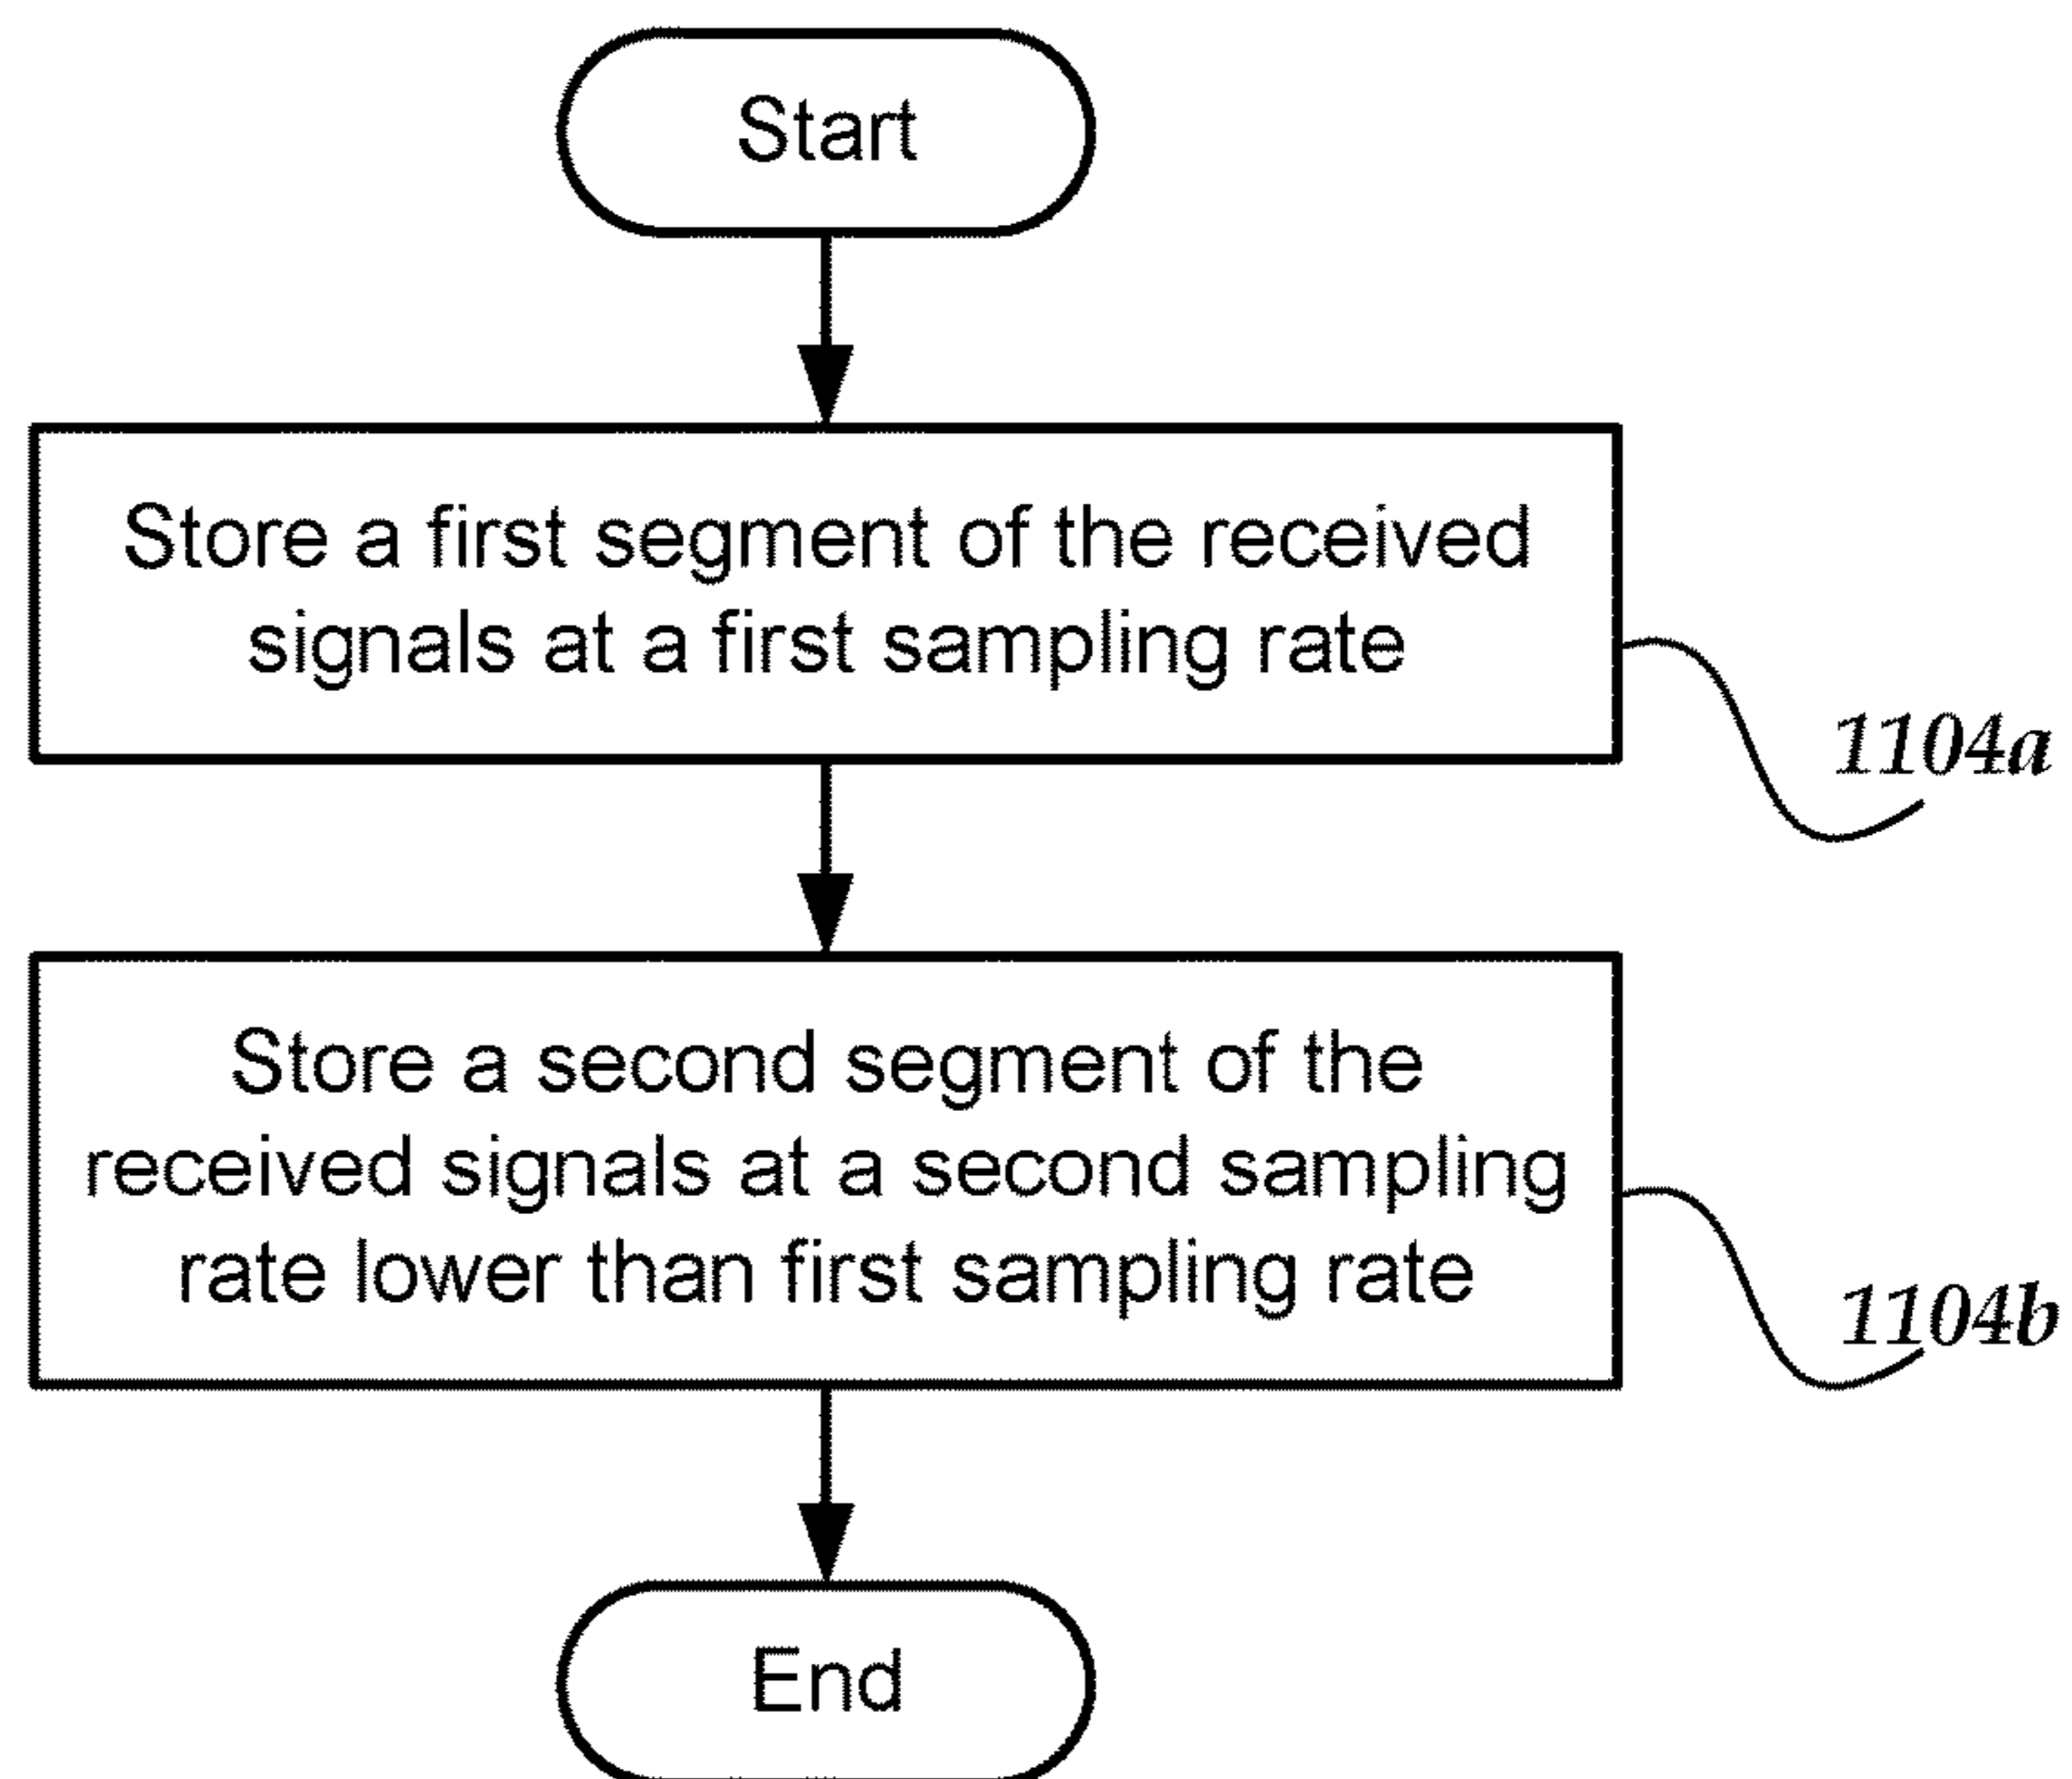 Start
Store a first segment of the received
signals at a first sampling rate
1104a
Store a second segment of the
received signals at a second sampling
rate lower than first sampling rate
1104b
End